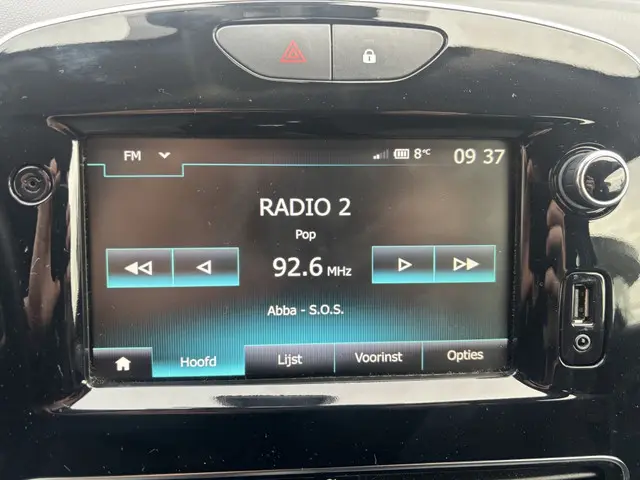 FM 8°C 09 37
RADIO 2
Pop
92.6 MHz
Abba - S.O.S.
Hoofd Lijst Voorinst Opties